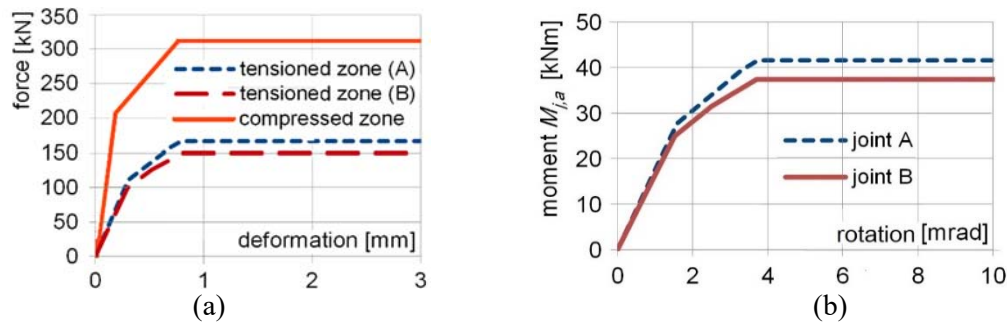 force [kN]
350
300
250
200
150
100
50
0
tensioned zone (A)
tensioned zone (B)
compressed zone
deformation [mm]
0 1 2 3
(a)
moment Mj,a [kNm]
50
40
30
20
10
0
joint A
joint B
rotation [mrad]
0 2 4 6 8 10
(b)